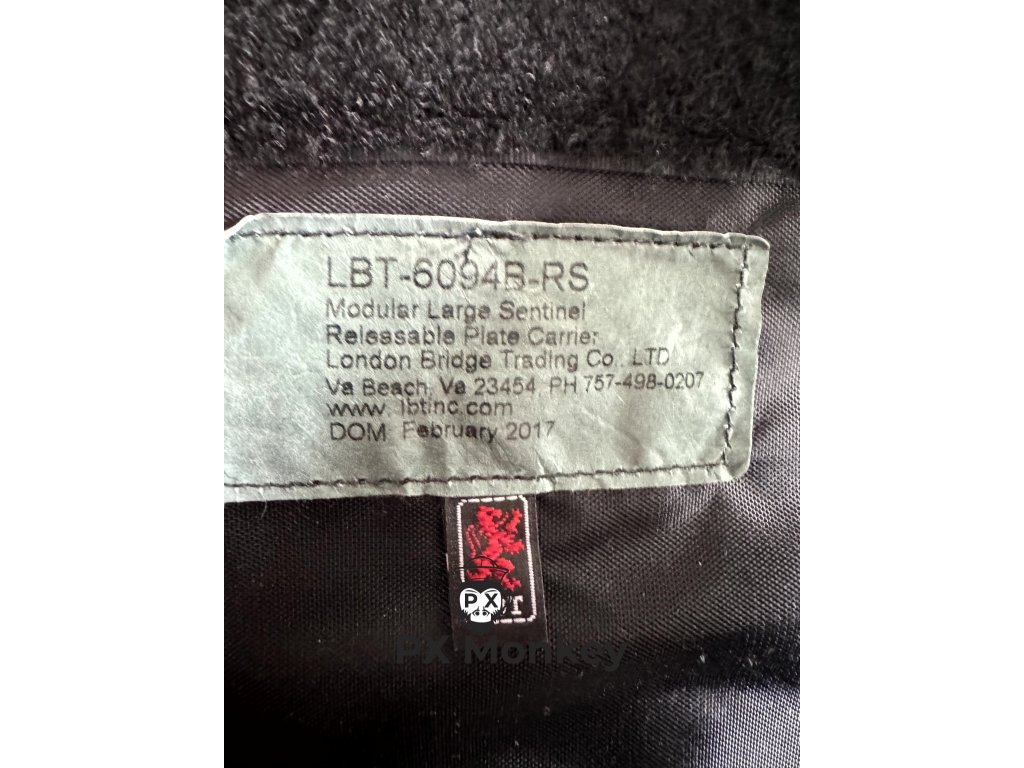 LBT-6094B-RS
Modular Large Sentinel
Releasable Plate Carrier
London Bridge Trading Co., LTD
Va Beach, Va 23454 PH 757-498-0207
www.lbtinc.com
DOM February 2017
PX
PX Monkey